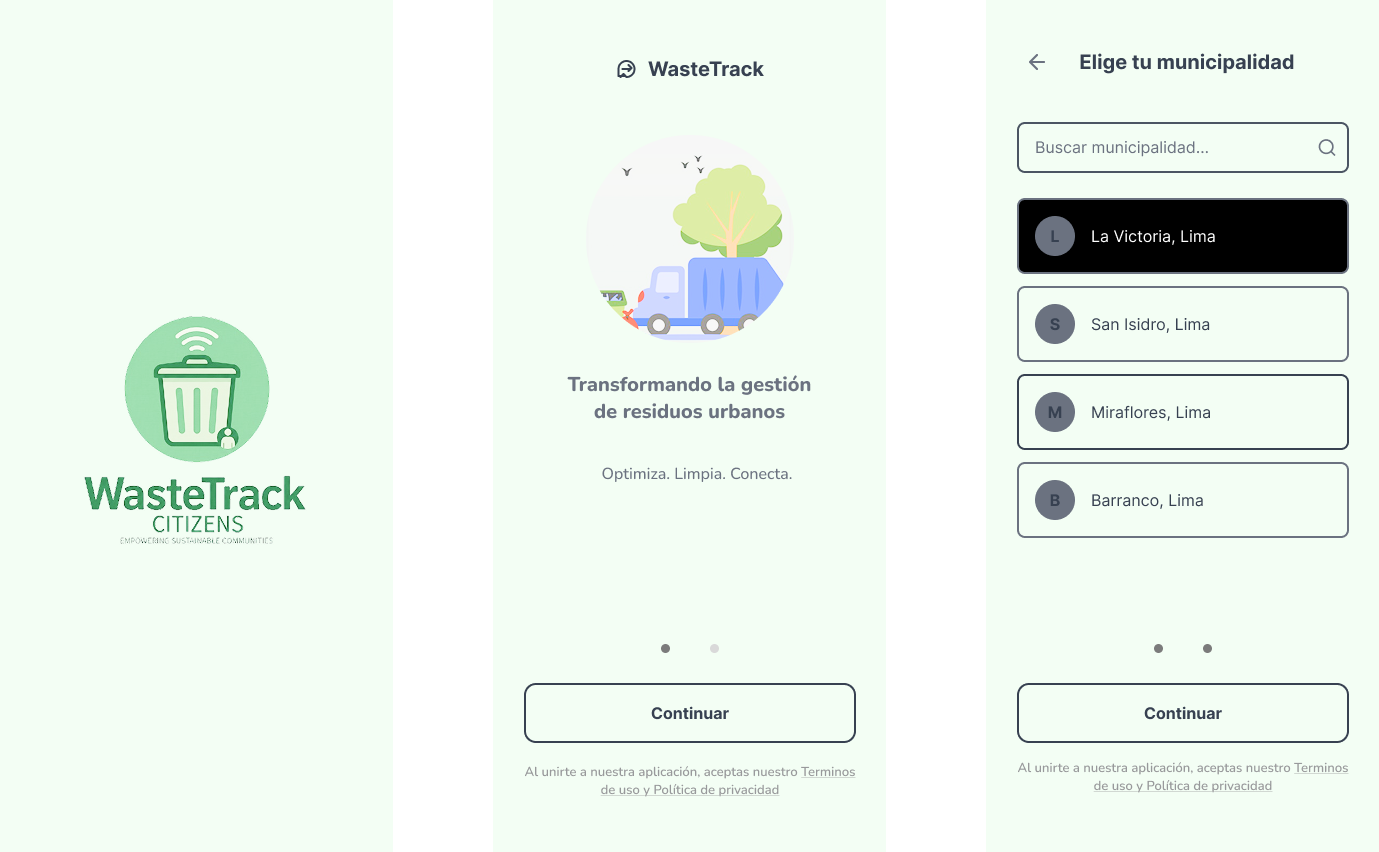 WasteTrack
CITIZENS
EMPOWERING SUSTAINABLE COMMUNITIES
WasteTrack
Transformando la gestión
de residuos urbanos
Optimiza. Limpia. Conecta.
Continuar
Al unirte a nuestra aplicación, aceptas nuestro Terminos
de uso y Política de privacidad
Elige tu municipalidad
Buscar municipalidad...
L La Victoria, Lima
S San Isidro, Lima
M Miraflores, Lima
B Barranco, Lima
Continuar
Al unirte a nuestra aplicación, aceptas nuestro Terminos
de uso y Política de privacidad